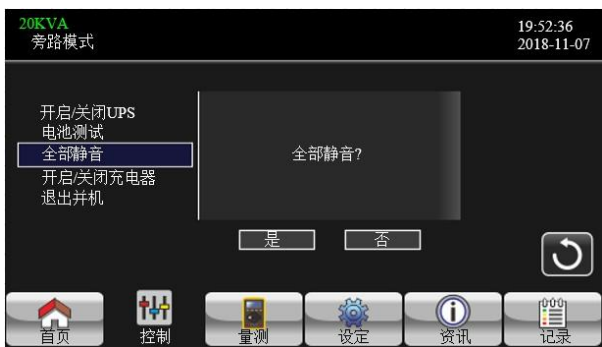 20KVA
旁路模式
19:52:36
2018-11-07
开启/关闭UPS
电池测试
全部静音
开启/关闭充电器
退出并机
全部静音?
是 否
首页 控制 量测 设定 资讯 记录